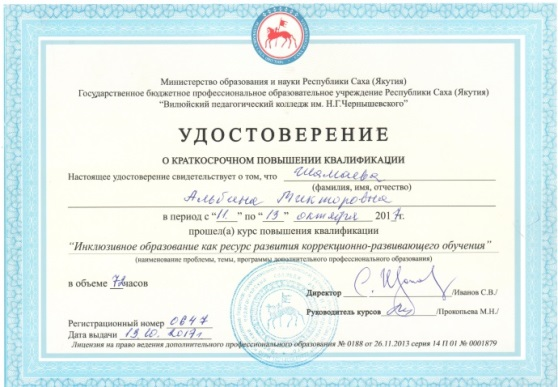 Министерство образования и науки Республики Саха (Якутия)
Государственное бюджетное профессиональное образовательное учреждение Республики Саха (Якутия)
“Вилюйский педагогический колледж им. Н.Г.Чернышевского”
УДОСТОВЕРЕНИЕ
О КРАТКОСРОЧНОМ ПОВЫШЕНИИ КВАЛИФИКАЦИИ
Настоящее удостоверение свидетельствует о том, что Шамаева
(фамилия, имя, отчество)
Альбина Викторовна
в период с “11” по “13” октября 2017г.
прошел(а) курс повышения квалификации
“Инклюзивное образование как ресурс развития коррекционно-развивающего обучения”
(наименование проблемы, темы, программы дополнительного профессионального образования)
в объеме 72 часов
Директор /Иванов С.В./
Руководитель курсов /Прокопьева М.Н./
Регистрационный номер 0847
Дата выдачи 13.10.2017г
Лицензия на право ведения дополнительного профессионального образования № 0188 от 26.11.2013 серия 14 П 01 № 0001879